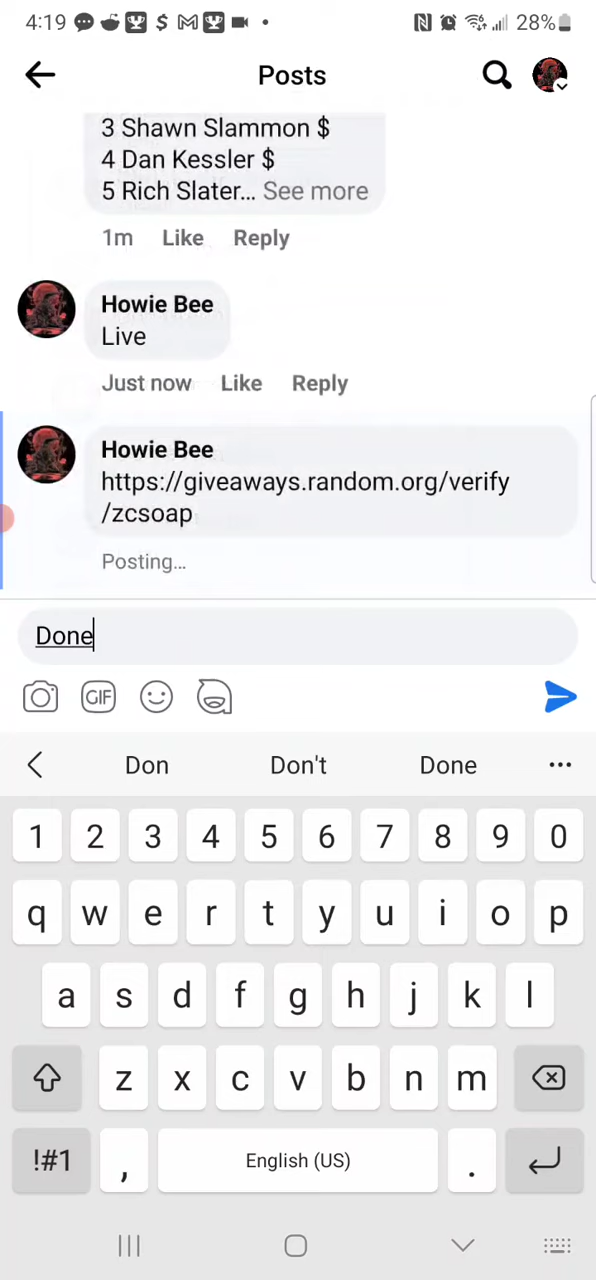 4:19 $ 28%
Posts
3 Shawn Slammon $
4 Dan Kessler $
5 Rich Slater... See more
1m Like Reply
Howie Bee
Live
Just now Like Reply
Howie Bee
https://giveaways.random.org/verify
/zcsoap
Posting...
Done
GIF
Don Don't Done ...
1 2 3 4 5 6 7 8 9 0
q w e r t y u i o p
a s d f g h j k l
z x c v b n m
!#1 , English (US) .